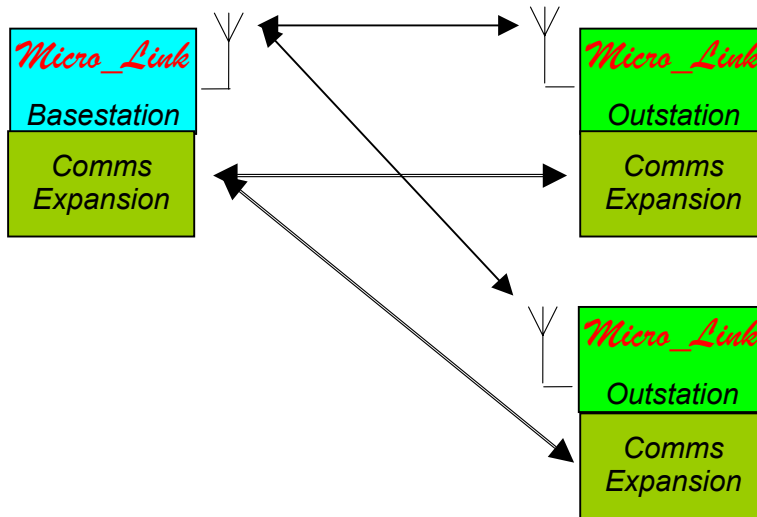 Micro_Link
Basestation
Comms
Expansion
Micro_Link
Outstation
Comms
Expansion
Micro_Link
Outstation
Comms
Expansion